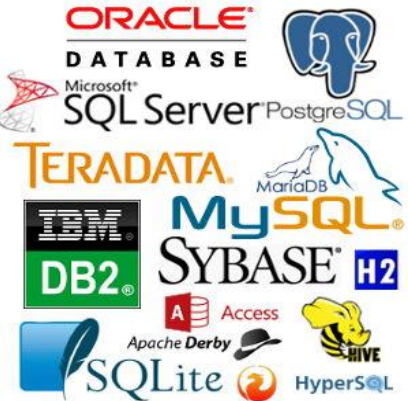 ORACLE®
DATABASE
Microsoft®
SQL Server®
PostgreSQL
TERADATA®
MariaDB
MySQL®
IBM®
DB2®
SYBASE®
H2
A Access
Apache Derby
HIVE
SQLite
HyperSQL